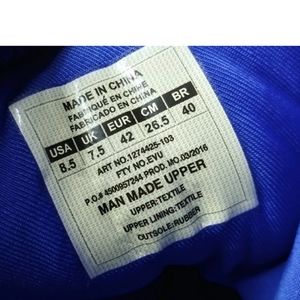 MADE IN CHINA
FABRIQUÉ EN CHINE
FABRICADO EN CHINA
USA UK EUR CM BR
8.5 7.5 42 26.5 40
ART NO.1274425-103
FTY NO.EVU
P.O.# 4500957244 PROD.MO.03/2016
MAN MADE UPPER
UPPER:TEXTILE
UPPER LINING:TEXTILE
OUTSOLE:RUBBER